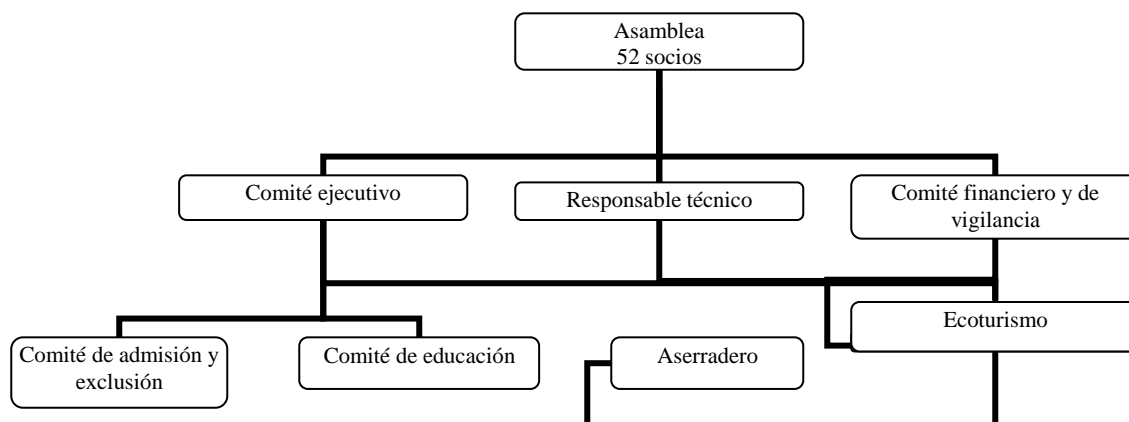 Asamblea
52 socios
Comité ejecutivo
Responsable técnico
Comité financiero y de
vigilancia
Ecoturismo
Comité de admisión y
exclusión
Comité de educación
Aserradero